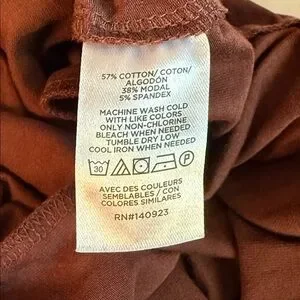 57% COTTON/ COTON/
ALGODÓN
38% MODAL
5% SPANDEX
MACHINE WASH COLD
WITH LIKE COLORS
ONLY NON-CHLORINE
BLEACH WHEN NEEDED
TUMBLE DRY LOW
COOL IRON WHEN NEEDED
30 P
AVEC DES COULEURS
SEMBLABLES / CON
COLORES SIMILARES
RN#140923